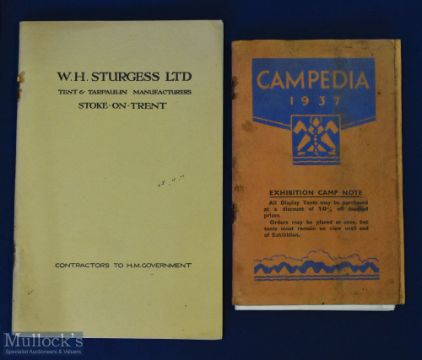 W.H. STURGESS LTD
TENT & TARPAULIN MANUFACTURERS
STOKE-ON-TRENT
CONTRACTORS TO H.M. GOVERNMENT
CAMPEDIA
1937
EXHIBITION CAMP NOTE
All Display Tents may be purchased
at a discount of 10% off
prices.
Orders may be placed at once, but
tents must remain on view until end
of Exhibition.
Mullock's
Specialist Auctioneers & Valuers